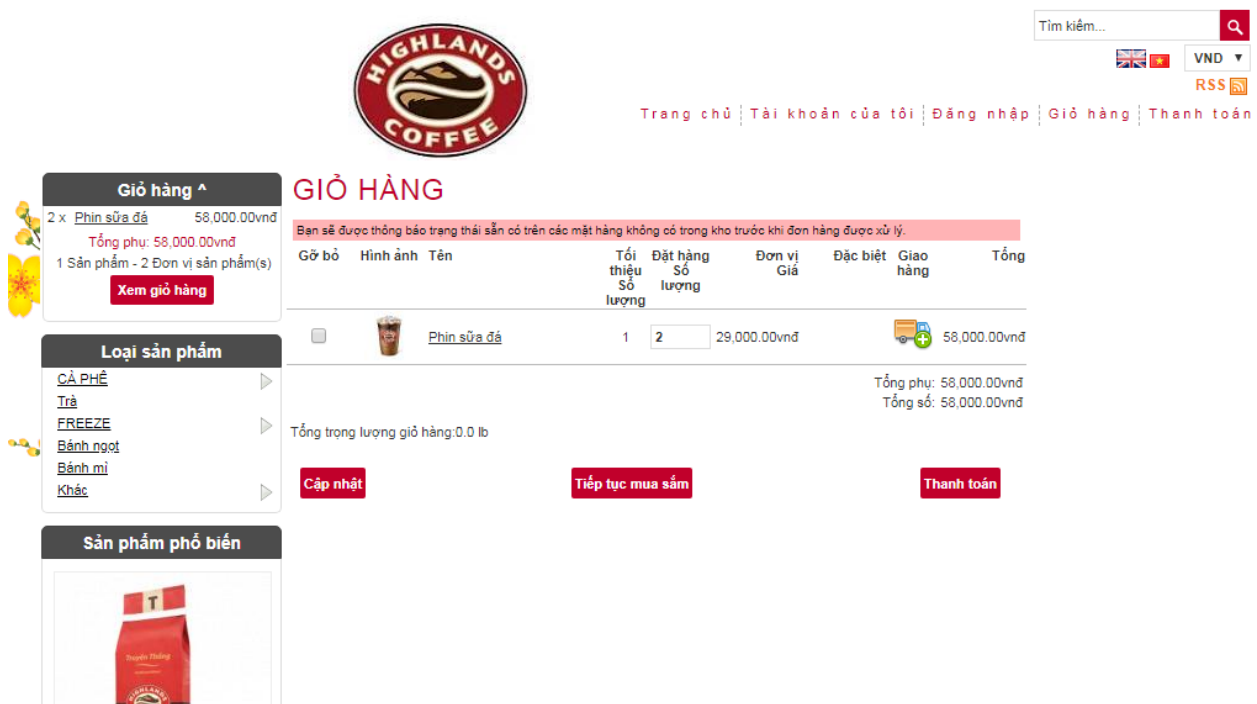 HIGHLANDS
COFFEE
Tìm kiếm...
VND ▼
RSS
Trang chủ Tài khoản của tôi Đăng nhập Giỏ hàng Thanh toán
Giỏ hàng ^
2 x Phin sữa đá 58,000.00vnđ
Tổng phụ: 58,000.00vnđ
1 Sản phẩm - 2 Đơn vị sản phẩm(s)
Xem giỏ hàng
Loại sản phẩm
CÀ PHÊ
Trà
FREEZE
Bánh ngọt
Bánh mì
Khác
Sản phẩm phổ biến
T
Truyền Thống
GIỎ HÀNG
Bạn sẽ được thông báo trạng thái sẵn có trên các mặt hàng không có trong kho trước khi đơn hàng được xử lý.
Gỡ bỏ Hình ảnh Tên Tối thiệu Số lượng Đặt hàng Số lượng Đơn vị Giá Đặc biệt Giao hàng Tổng
Phin sữa đá 1 2 29,000.00vnđ 58,000.00vnđ
Tổng phụ: 58,000.00vnđ
Tổng số: 58,000.00vnđ
Tổng trọng lượng giỏ hàng:0.0 lb
Cập nhật Tiếp tục mua sắm Thanh toán